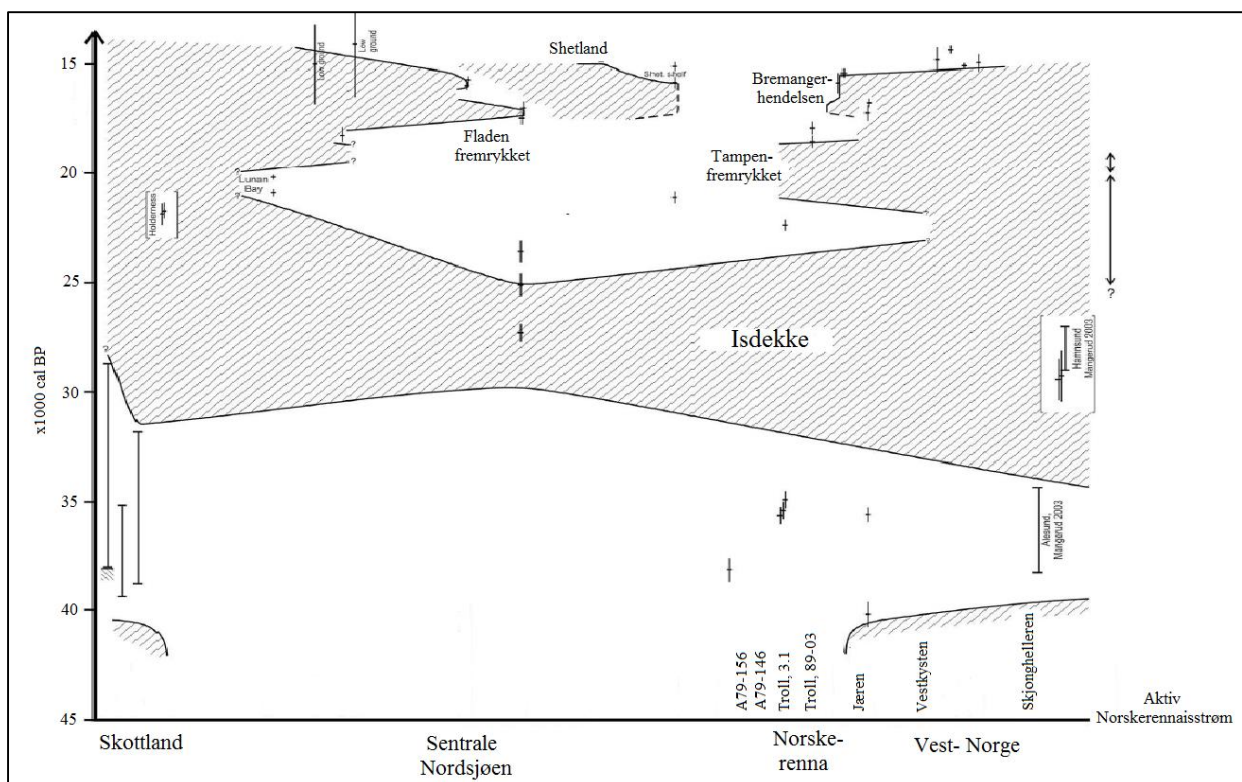 Low ground
Low
ground
Shetland
Shet. shelf
Bremanger-
hendelsen
15
Fladen
fremrykket
?
?
Tampen-
fremrykket
20
?
Lunan
Bay
?
Holderness
?
?
25
?
x1000 cal BP
Isdekke
Hamnsund
Mangerud 2003
?
30
35
Ålesund,
Mangerud 2003
40
A79-156
A79-146
Troll, 3.1
Troll, 89-03
Jæren
Vestkysten
Skjonghelleren
45
Aktiv
Norskerennaisstrøm
Skottland
Sentrale
Nordsjøen
Norske-
renna
Vest- Norge